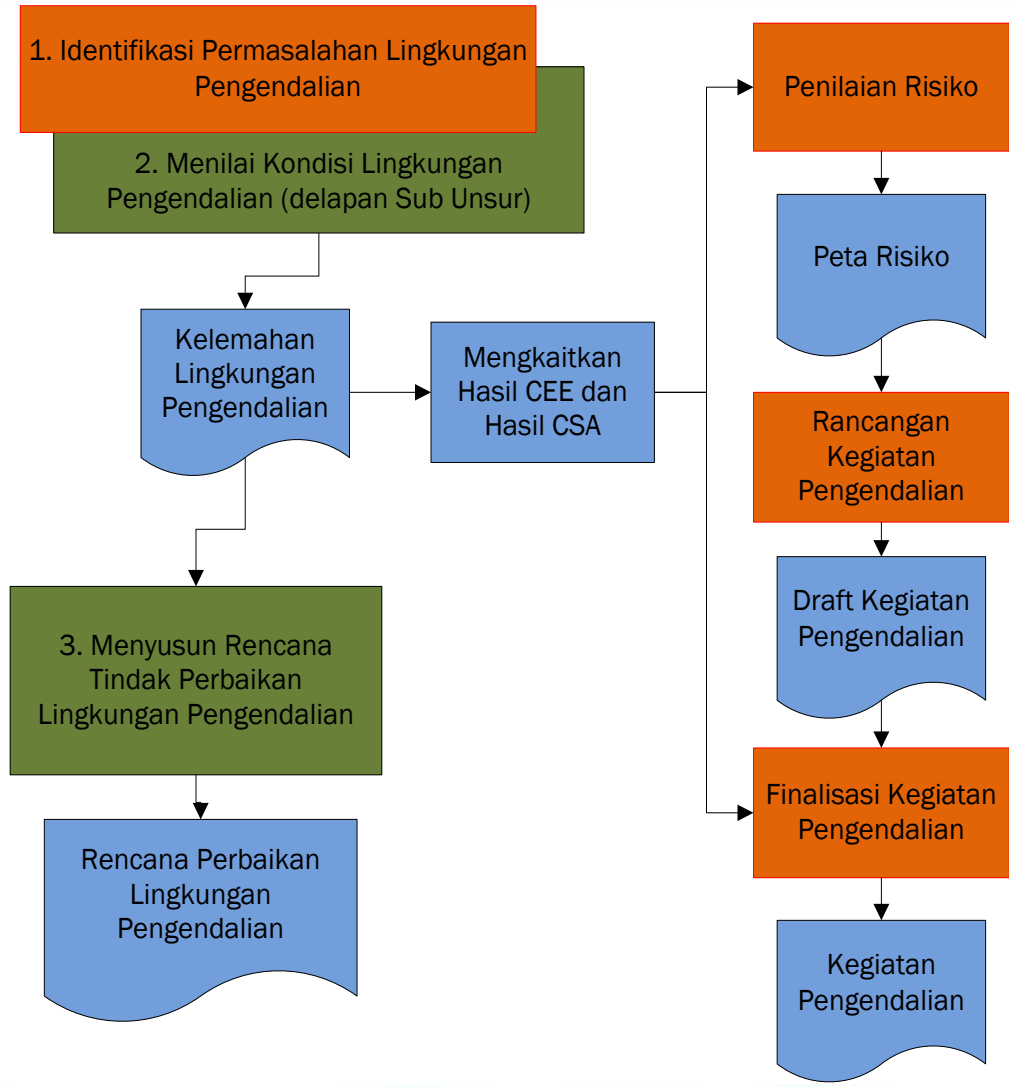 1. Identifikasi Permasalahan Lingkungan
Pengendalian
2. Menilai Kondisi Lingkungan
Pengendalian (delapan Sub Unsur)
Kelemahan
Lingkungan
Pengendalian
Mengkaitkan
Hasil CEE dan
Hasil CSA
3. Menyusun Rencana
Tindak Perbaikan
Lingkungan Pengendalian
Rencana Perbaikan
Lingkungan
Pengendalian
Penilaian Risiko
Peta Risiko
Rancangan
Kegiatan
Pengendalian
Draft Kegiatan
Pengendalian
Finalisasi Kegiatan
Pengendalian
Kegiatan
Pengendalian